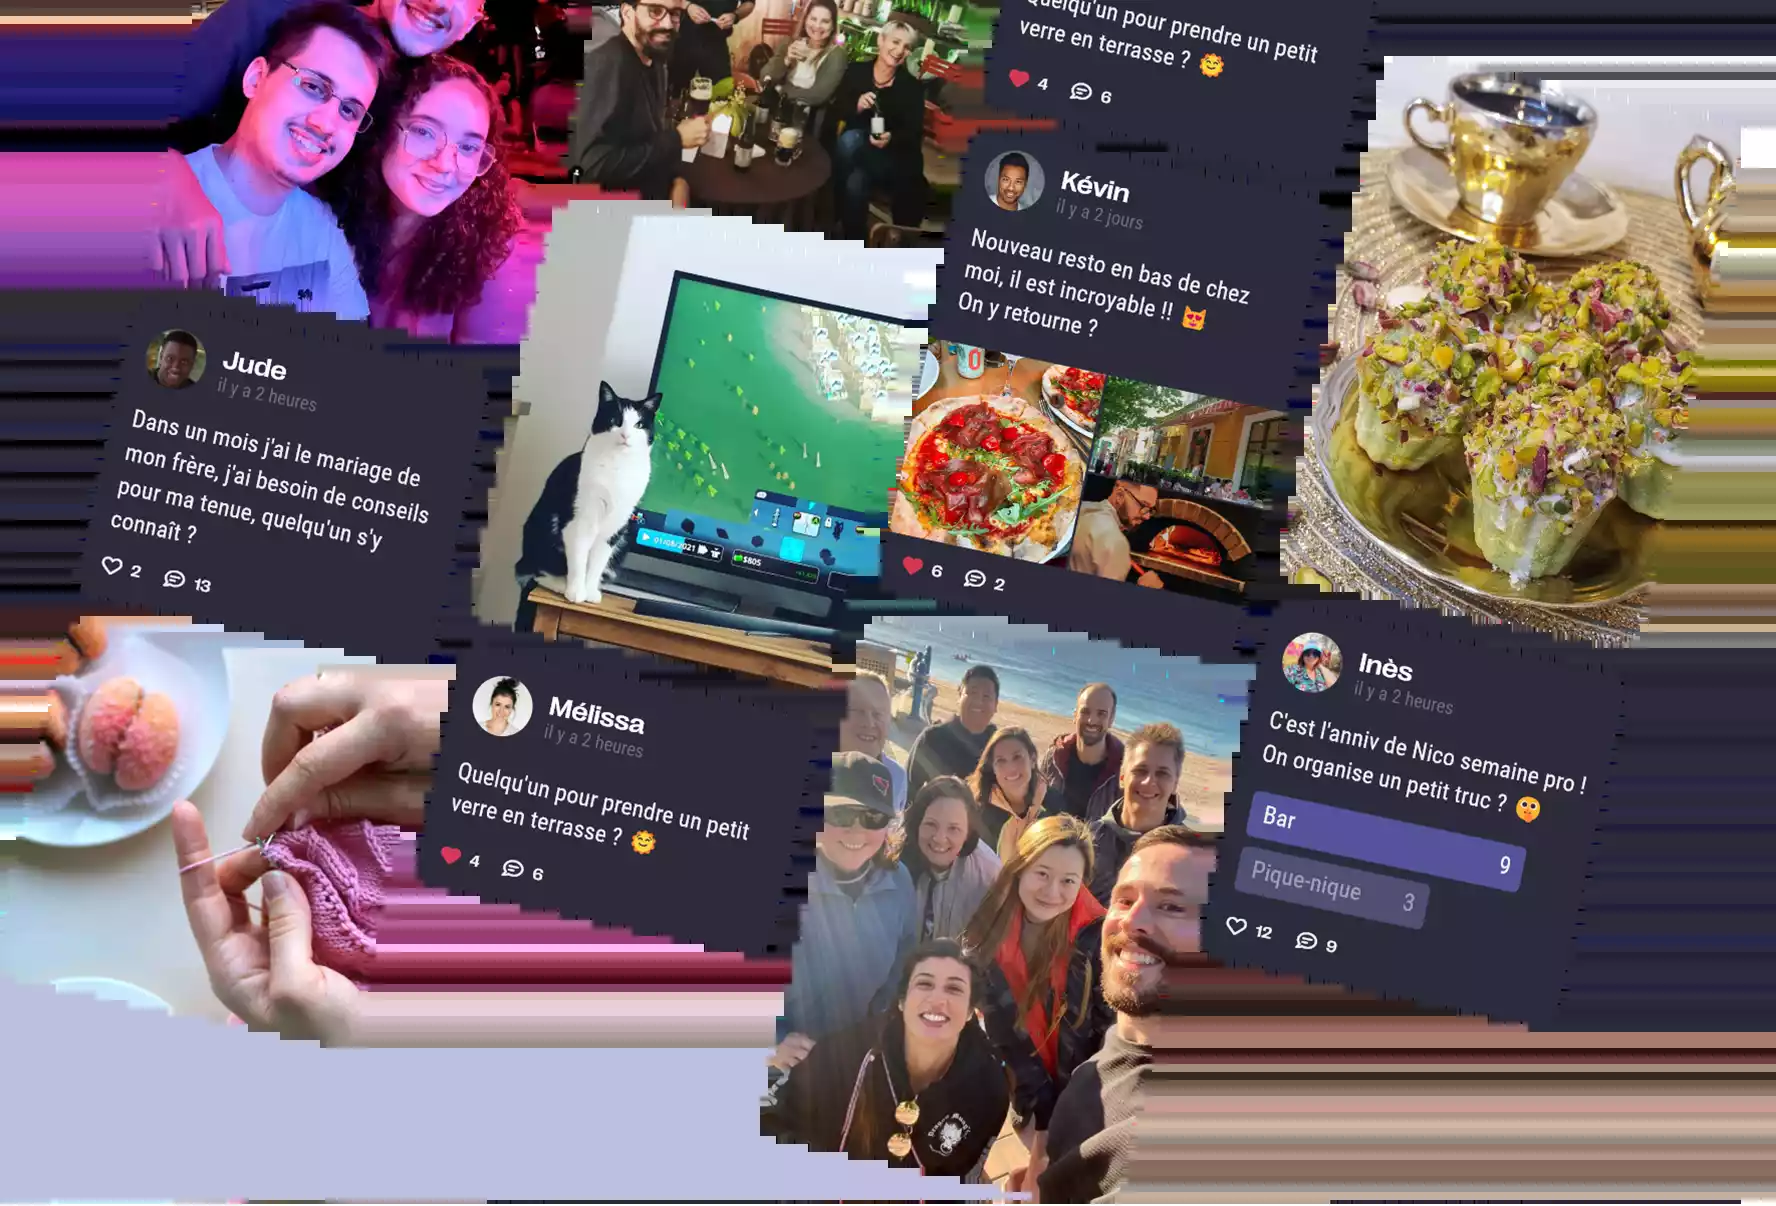 Quelqu'un pour prendre un petit
verre en terrasse ? 🌞
4 6
Kévin
il y a 2 jours
Nouveau resto en bas de chez
moi, il est incroyable !! 😻
On y retourne ?
6 2
Jude
il y a 2 heures
Dans un mois j'ai le mariage de
mon frère, j'ai besoin de conseils
pour ma tenue, quelqu'un s'y
connaît ?
2 13
01/08/2021
$805
Mélissa
il y a 2 heures
Quelqu'un pour prendre un petit
verre en terrasse ? 🌞
4 6
Inès
il y a 2 heures
C'est l'anniv de Nico semaine pro !
On organise un petit truc ? 🙄
Bar 9
Pique-nique 3
12 9